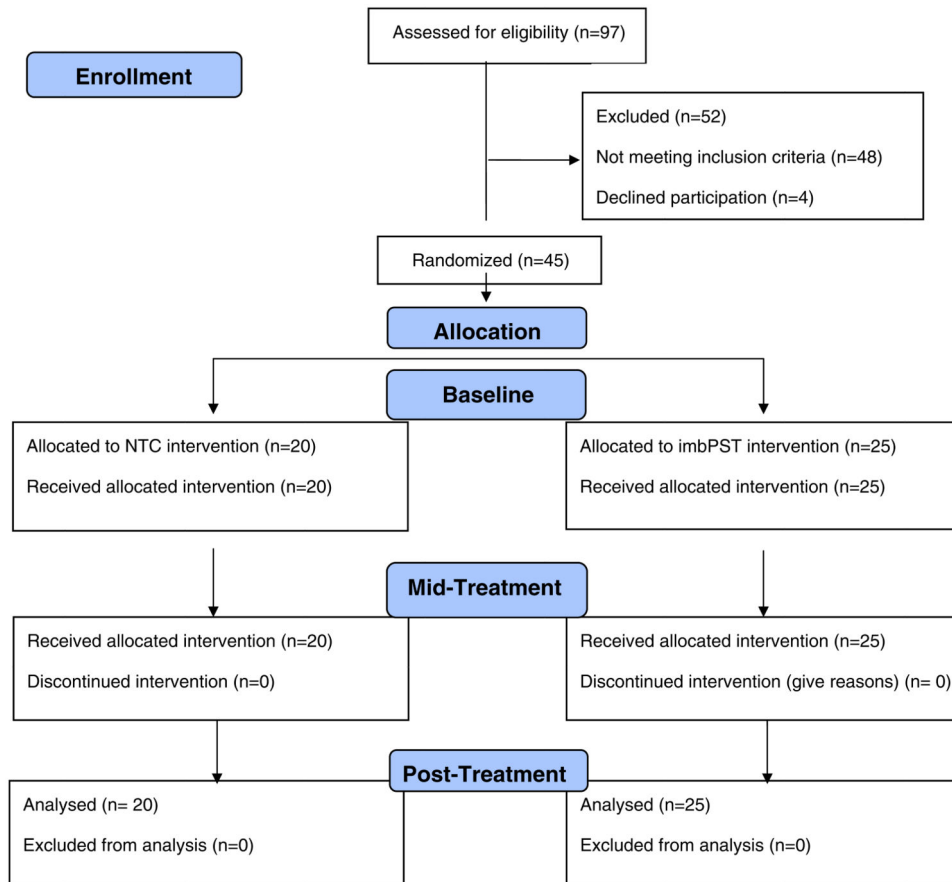 Assessed for eligibility (n=97)
Enrollment
Excluded (n=52)
Not meeting inclusion criteria (n=48)
Declined participation (n=4)
Randomized (n=45)
Allocation
Baseline
Allocated to NTC intervention (n=20)
Received allocated intervention (n=20)
Allocated to imbPST intervention (n=25)
Received allocated intervention (n=25)
Mid-Treatment
Received allocated intervention (n=20)
Discontinued intervention (n=0)
Received allocated intervention (n=25)
Discontinued intervention (give reasons) (n= 0)
Post-Treatment
Analysed (n= 20)
Excluded from analysis (n=0)
Analysed (n=25)
Excluded from analysis (n=0)